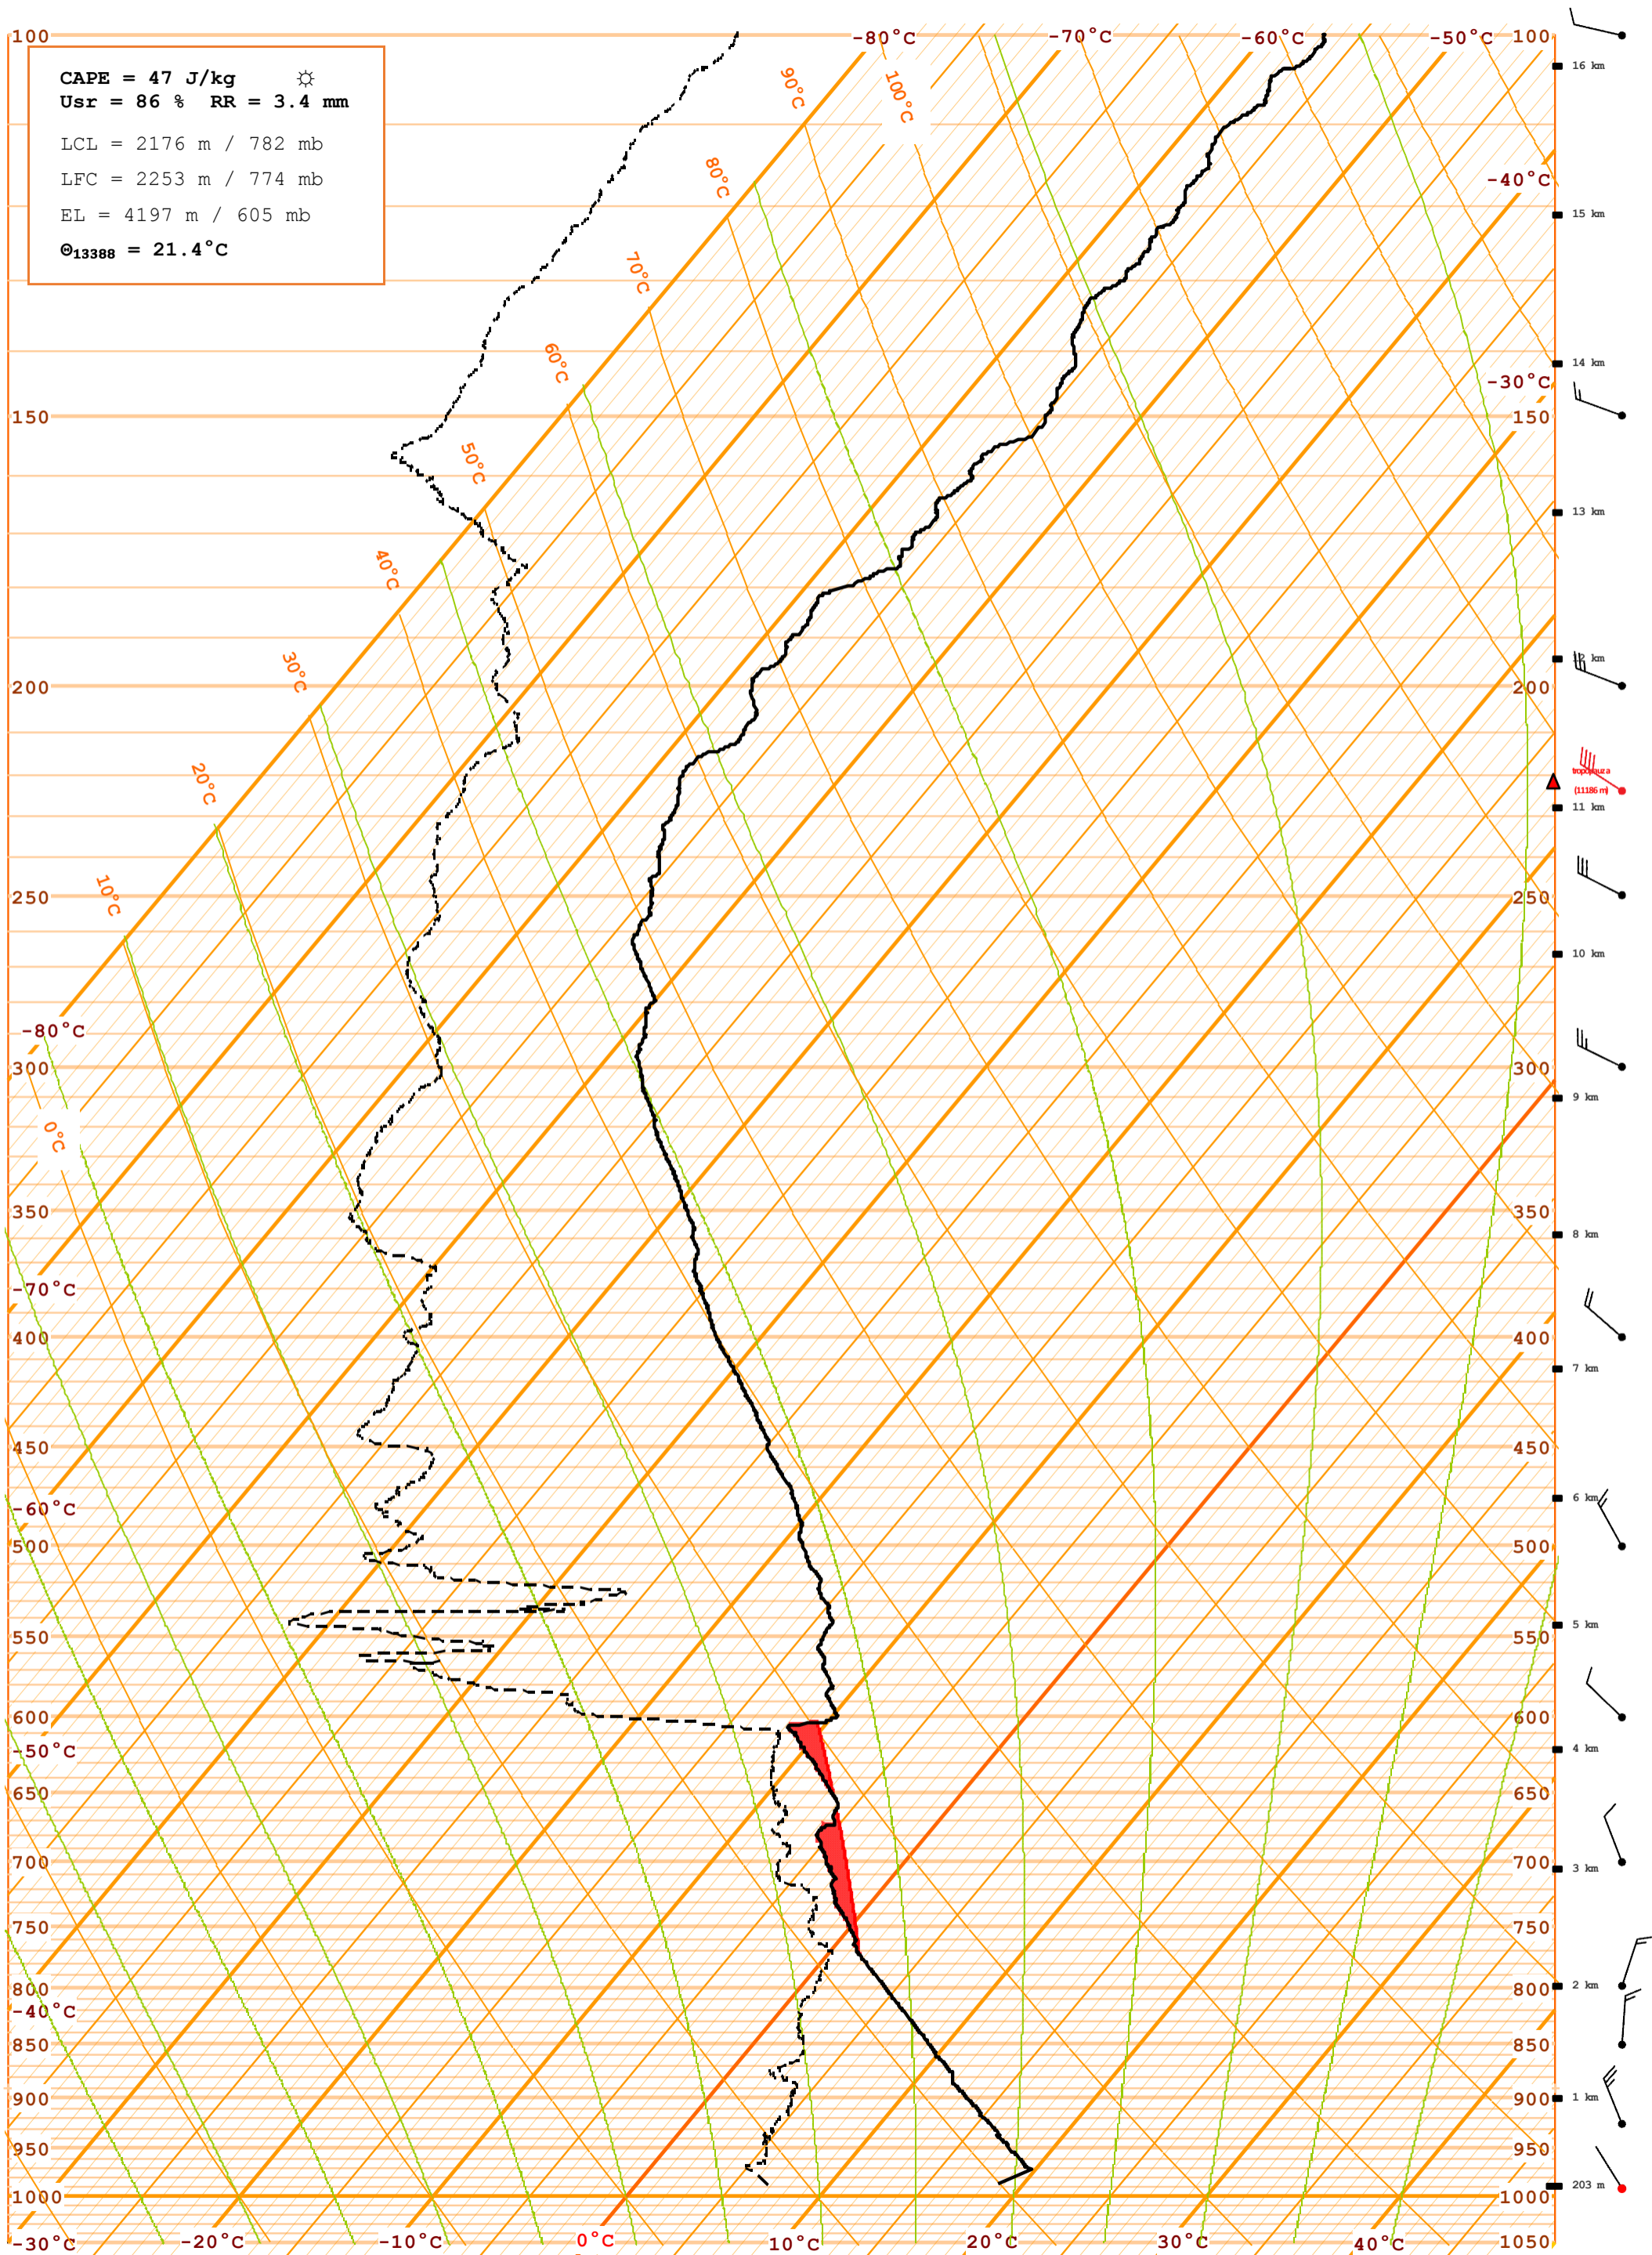 100 -80°C -70°C -60°C -50°C 100
16 km
CAPE = 47 J/kg ☼
Usr = 86 % RR = 3.4 mm
LCL = 2176 m / 782 mb
LFC = 2253 m / 774 mb
EL = 4197 m / 605 mb
Θ13388 = 21.4°C
90°C 100°C
80°C -40°C
15 km
70°C
60°C 14 km
-30°C
150 150
50°C
13 km
40°C
30°C 12 km
200 200
20°C tropopauza
(11186 m)
11 km
10°C 250 250
10 km
-80°C
300 300
9 km
0°C
350 350
8 km
-70°C
400 400
7 km
450 450
6 km
-60°C
500 500
5 km
550 550
600 600
4 km
-50°C
650 650
700 700
3 km
750 750
2 km
800 800
-40°C
850 850
900 900
1 km
950 950
203 m
1000 1000
-30°C -20°C -10°C 0°C 10°C 20°C 30°C 40°C 1050